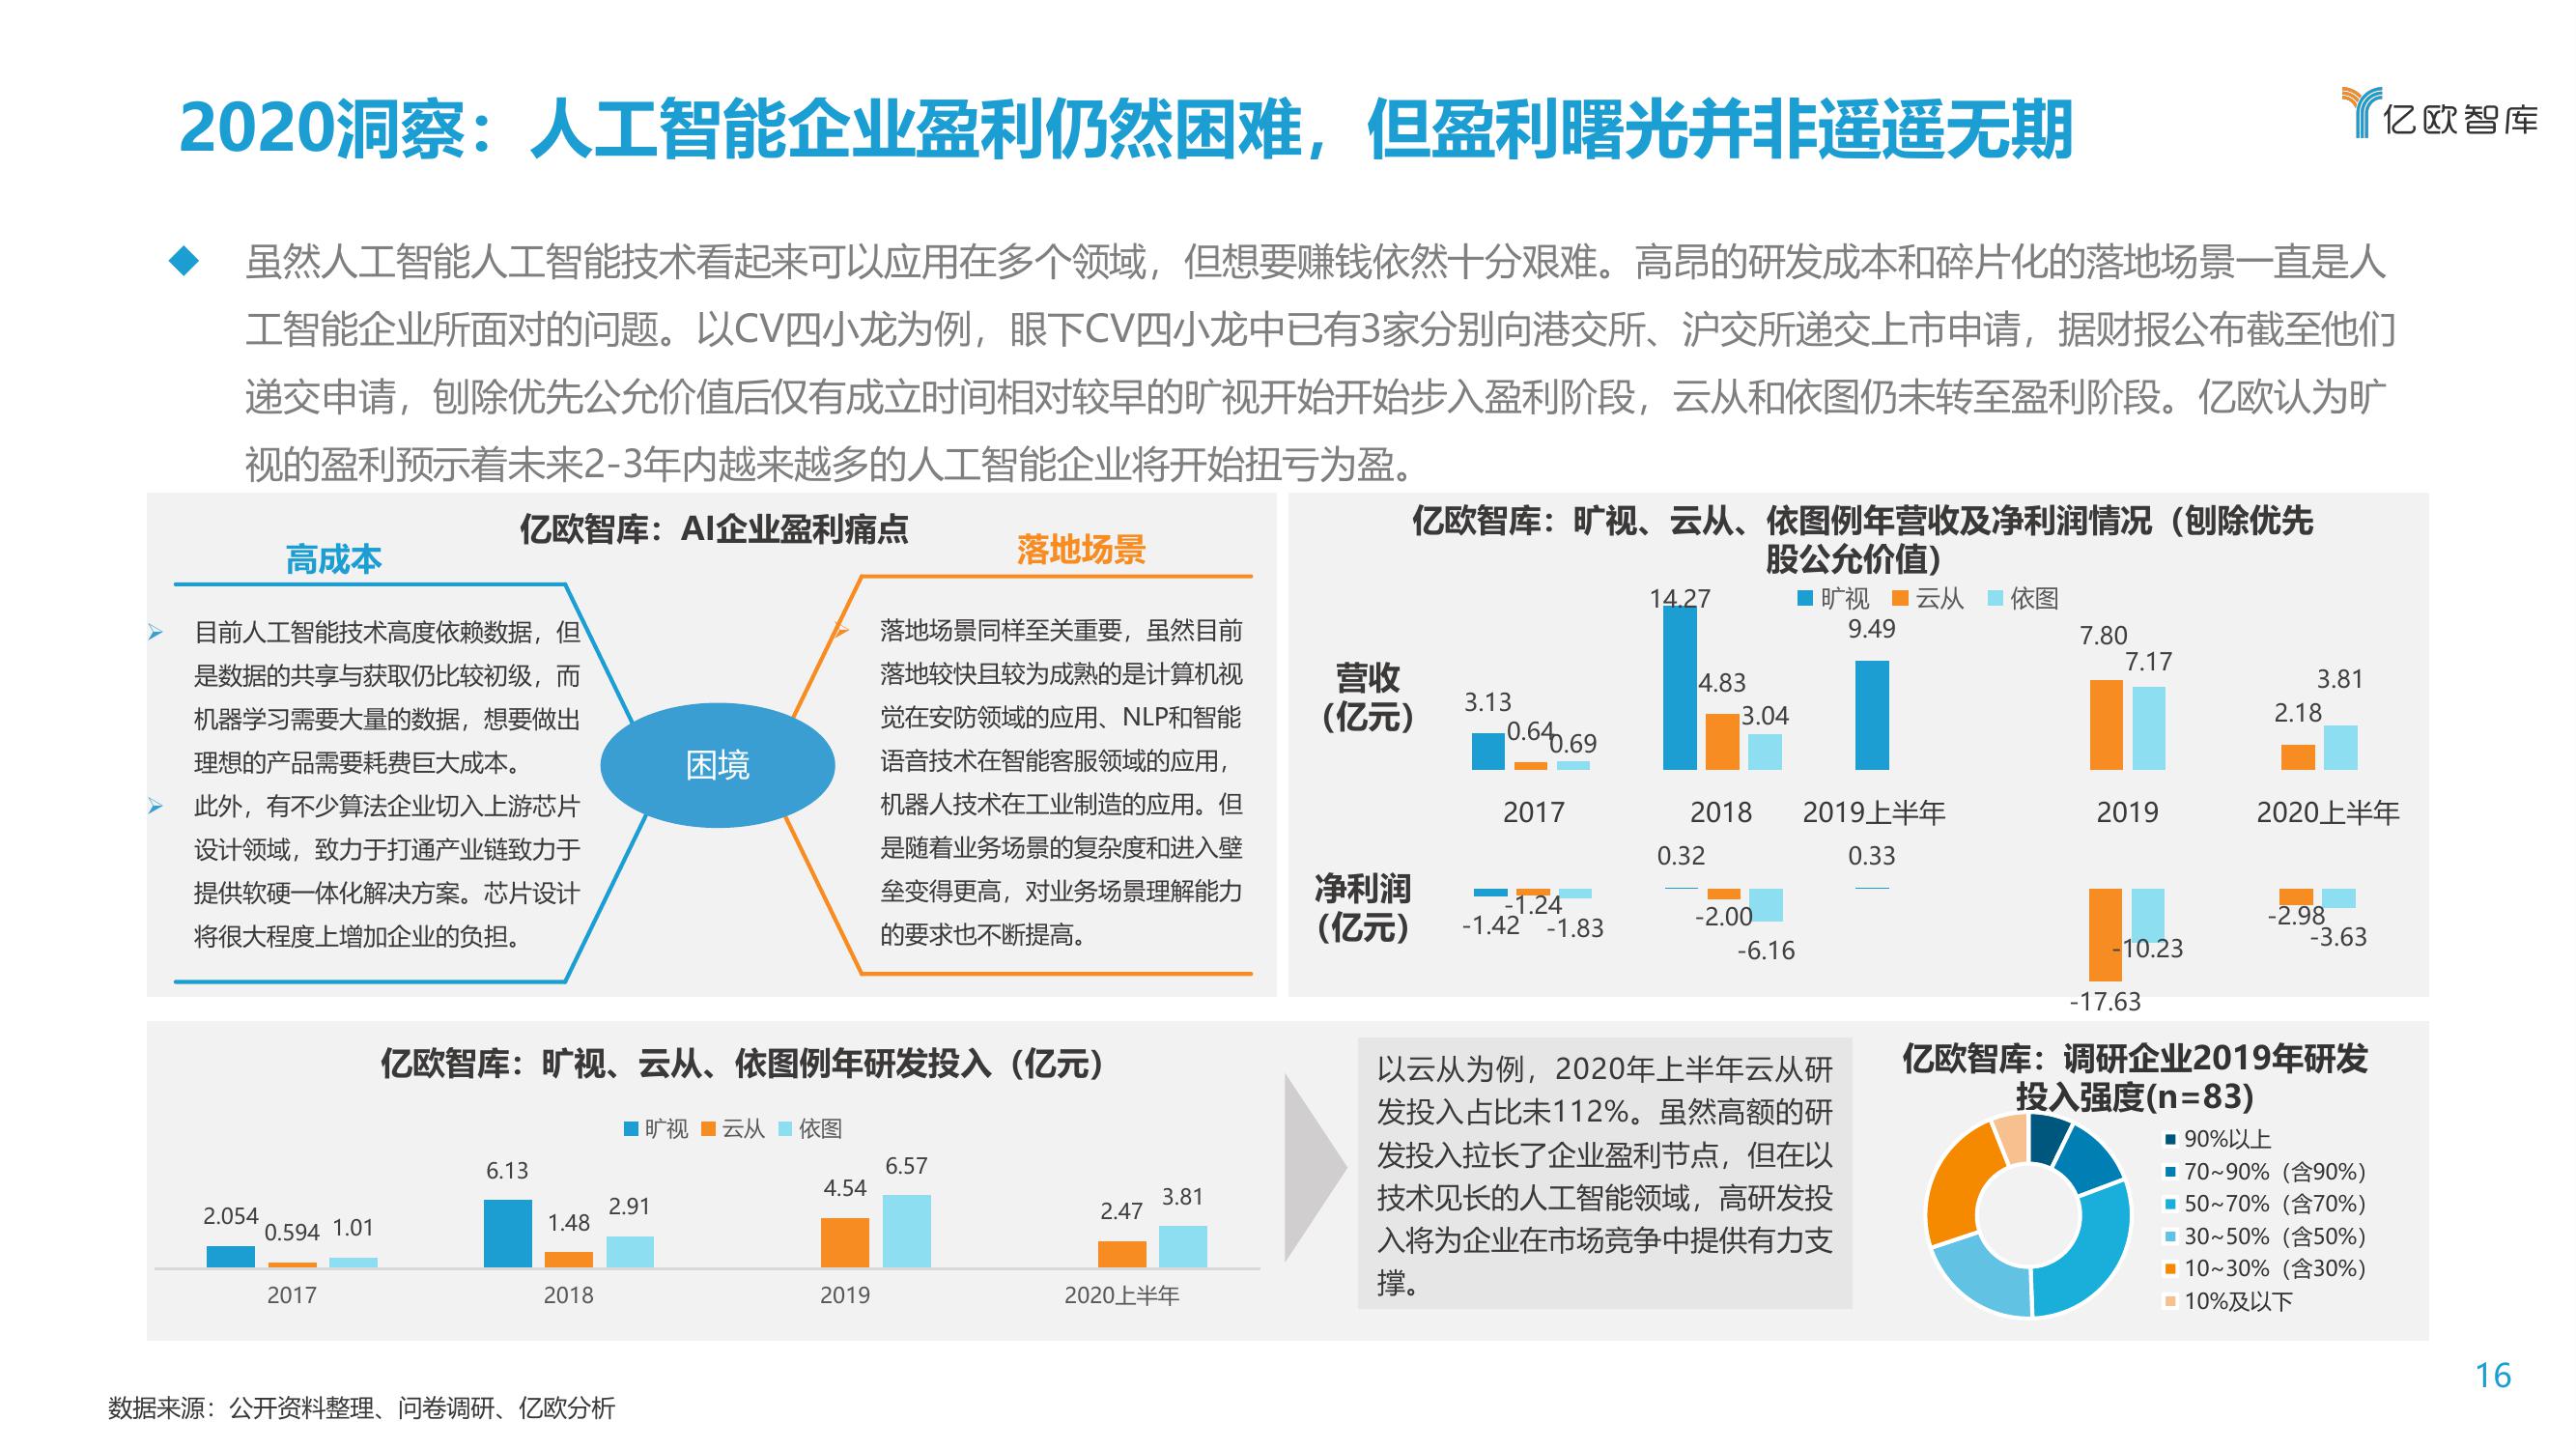 2020洞察：人工智能企业盈利仍然困难，但盈利曙光并非遥遥无期
亿欧智库
虽然人工智能人工智能技术看起来可以应用在多个领域，但想要赚钱依然十分艰难。高昂的研发成本和碎片化的落地场景一直是人
工智能企业所面对的问题。以CV四小龙为例，眼下CV四小龙中已有3家分别向港交所、沪交所递交上市申请，据财报公布截至他们
递交申请，刨除优先公允价值后仅有成立时间相对较早的旷视开始开始步入盈利阶段，云从和依图仍未转至盈利阶段。亿欧认为旷
视的盈利预示着未来2-3年内越来越多的人工智能企业将开始扭亏为盈。
亿欧智库：AI企业盈利痛点
高成本
目前人工智能技术高度依赖数据，但
是数据的共享与获取仍比较初级，而
机器学习需要大量的数据，想要做出
理想的产品需要耗费巨大成本。
此外，有不少算法企业切入上游芯片
设计领域，致力于打通产业链致力于
提供软硬一体化解决方案。芯片设计
将很大程度上增加企业的负担。
困境
落地场景
落地场景同样至关重要，虽然目前
落地较快且较为成熟的是计算机视
觉在安防领域的应用、NLP和智能
语音技术在智能客服领域的应用，
机器人技术在工业制造的应用。但
是随着业务场景的复杂度和进入壁
垒变得更高，对业务场景理解能力
的要求也不断提高。
亿欧智库：旷视、云从、依图例年营收及净利润情况（刨除优先
股公允价值）
旷视 云从 依图
营收
（亿元）
3.13 0.64 0.69
14.27 4.83 3.04
9.49
7.80 7.17
2.18 3.81
2017 2018 2019上半年 2019 2020上半年
净利润
（亿元）
-1.42 -1.24 -1.83
0.32 -2.00 -6.16
0.33
-17.63 -10.23
-2.98 -3.63
亿欧智库：旷视、云从、依图例年研发投入（亿元）
旷视 云从 依图
2.054 0.594 1.01
6.13 1.48 2.91
4.54 6.57
2.47 3.81
2017 2018 2019 2020上半年
以云从为例，2020年上半年云从研
发投入占比未112%。虽然高额的研
发投入拉长了企业盈利节点，但在以
技术见长的人工智能领域，高研发投
入将为企业在市场竞争中提供有力支
撑。
亿欧智库：调研企业2019年研发
投入强度(n=83)
90%以上
70~90%（含90%）
50~70%（含70%）
30~50%（含50%）
10~30%（含30%）
10%及以下
数据来源：公开资料整理、问卷调研、亿欧分析
16